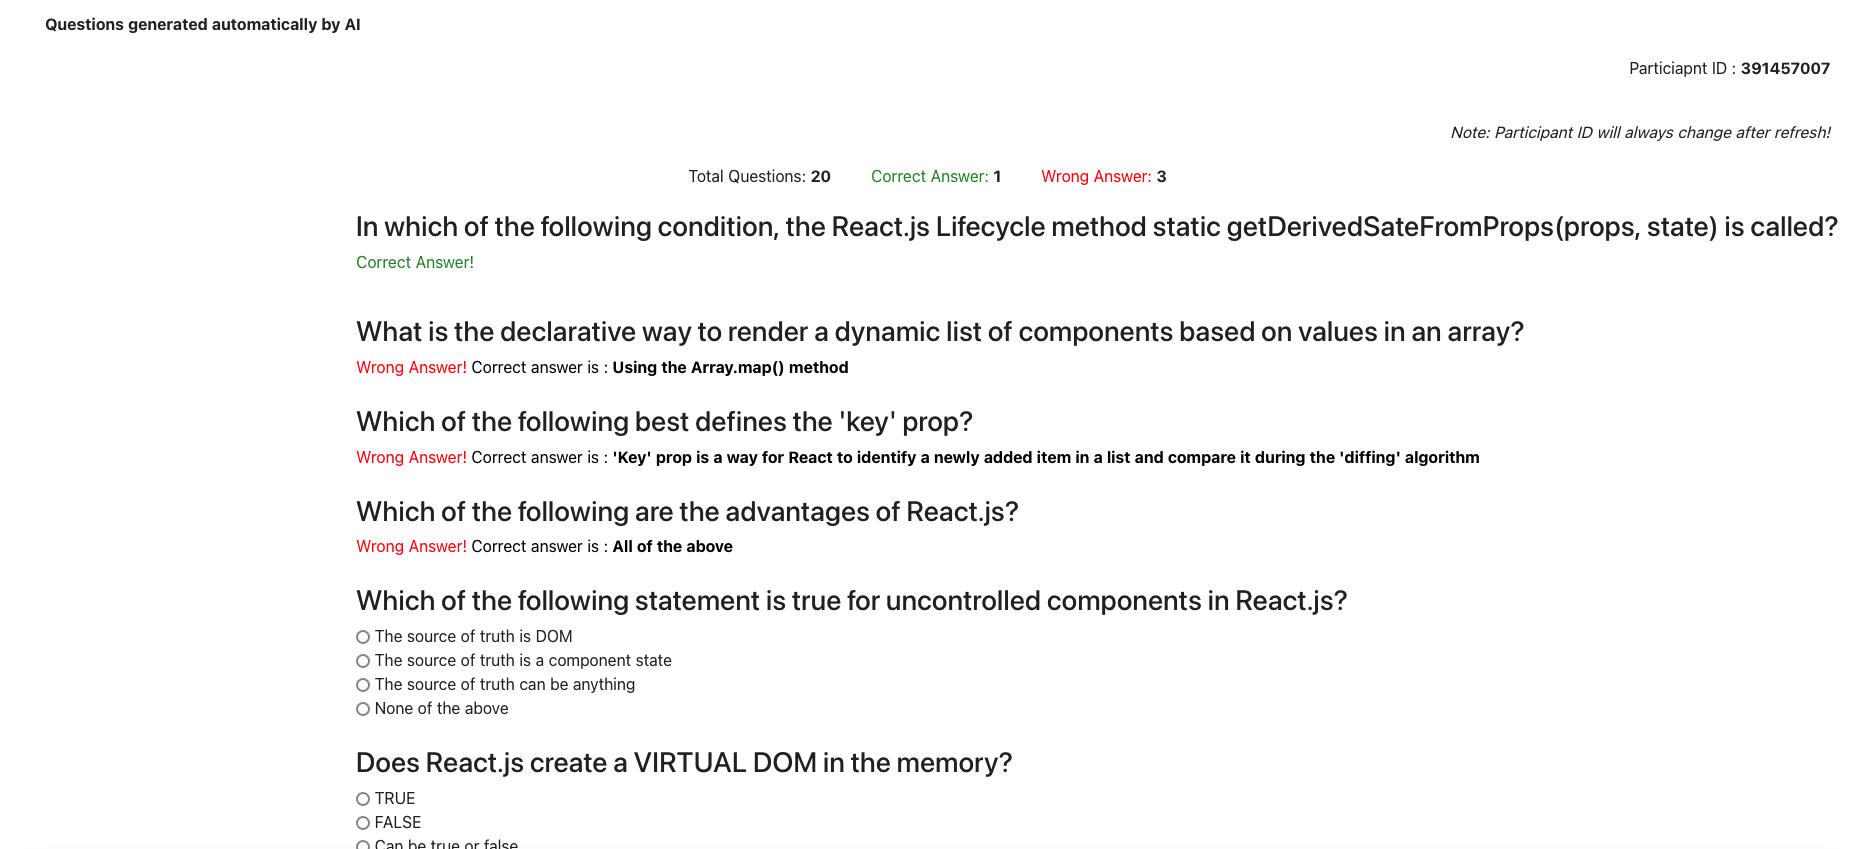 Questions generated automatically by AI
Particiapnt ID : 391457007
Note: Participant ID will always change after refresh!
Total Questions: 20 Correct Answer: 1 Wrong Answer: 3
In which of the following condition, the React.js Lifecycle method static getDerivedSateFromProps(props, state) is called?
Correct Answer!
What is the declarative way to render a dynamic list of components based on values in an array?
Wrong Answer! Correct answer is : Using the Array.map() method
Which of the following best defines the 'key' prop?
Wrong Answer! Correct answer is : 'Key' prop is a way for React to identify a newly added item in a list and compare it during the 'diffing' algorithm
Which of the following are the advantages of React.js?
Wrong Answer! Correct answer is : All of the above
Which of the following statement is true for uncontrolled components in React.js?
The source of truth is DOM
The source of truth is a component state
The source of truth can be anything
None of the above
Does React.js create a VIRTUAL DOM in the memory?
TRUE
FALSE
Can be true or false